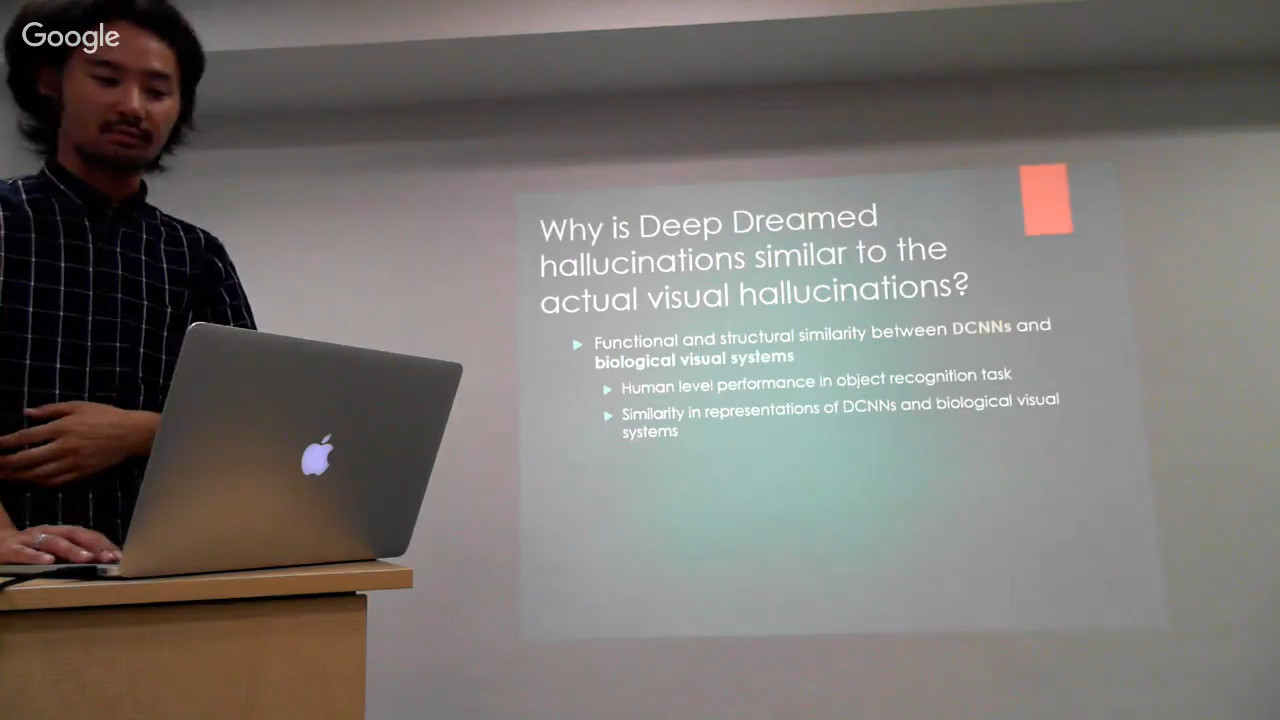 Google
Why is Deep Dreamed
hallucinations similar to the
actual visual hallucinations?
Functional and structural similarity between DCNNs and
biological visual systems
Human level performance in object recognition task
Similarity in representations of DCNNs and biological visual
systems